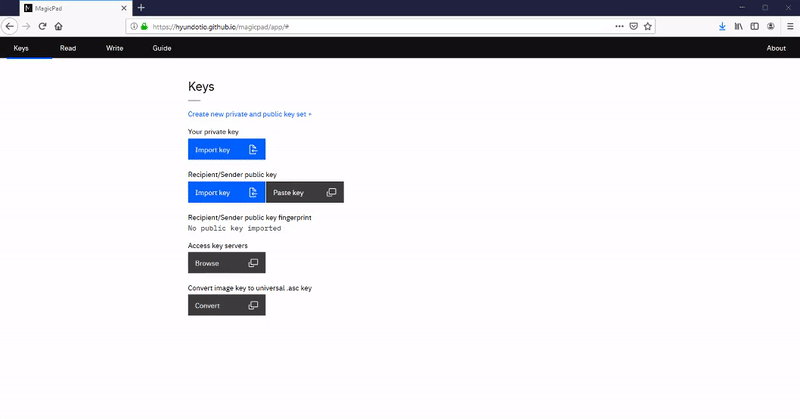 MagicPad
https://hyundotio.github.io/magicpad/app/#
Keys Read Write Guide About
Keys
Create new private and public key set +
Your private key
Import key
Recipient/Sender public key
Import key Paste key
Recipient/Sender public key fingerprint
No public key imported
Access key servers
Browse
Convert image key to universal .asc key
Convert